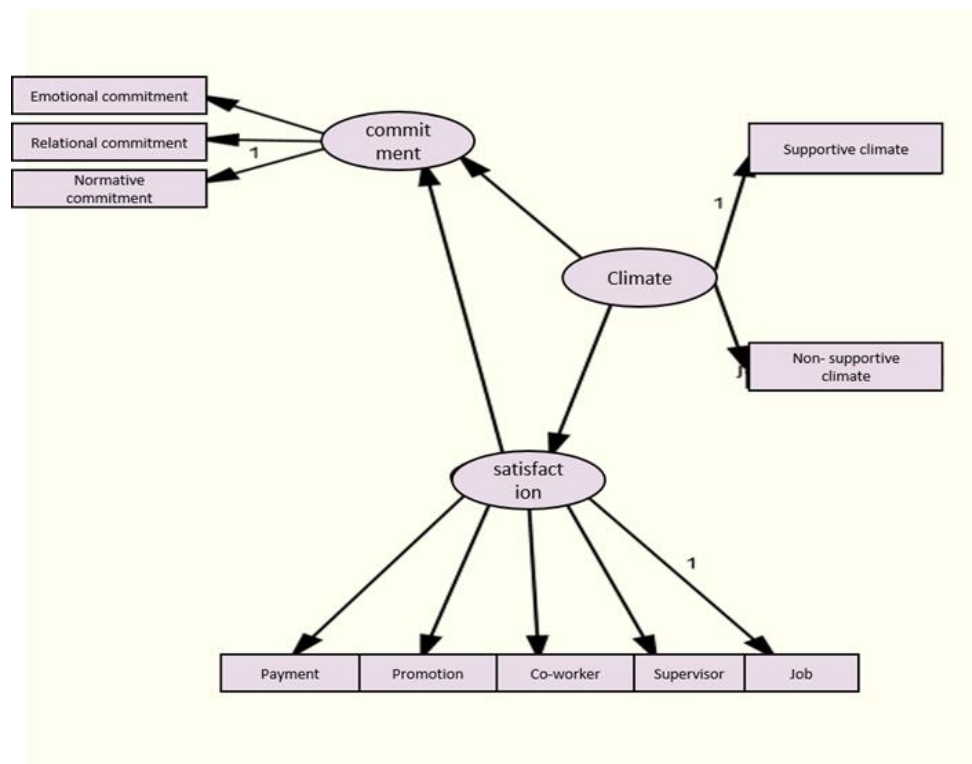 Emotional commitment
Relational commitment
1
Normative
commitment
commit
ment
Supportive climate
1
Climate
Non- supportive
climate
satisfact
ion
1
Payment
Promotion
Co-worker
Supervisor
Job